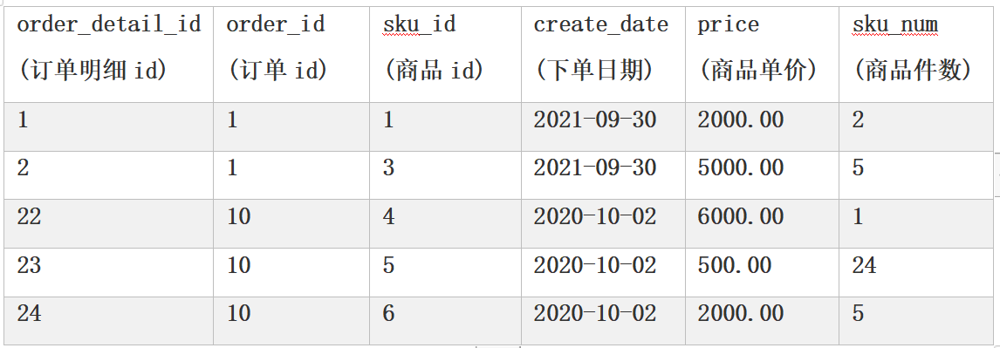 order_detail_id order_id sku_id create_date price sku_num
(订单明细 id) (订单 id) (商品 id) (下单日期) (商品单价) (商品件数)
1 1 1 2021-09-30 2000.00 2
2 1 3 2021-09-30 5000.00 5
22 10 4 2020-10-02 6000.00 1
23 10 5 2020-10-02 500.00 24
24 10 6 2020-10-02 2000.00 5